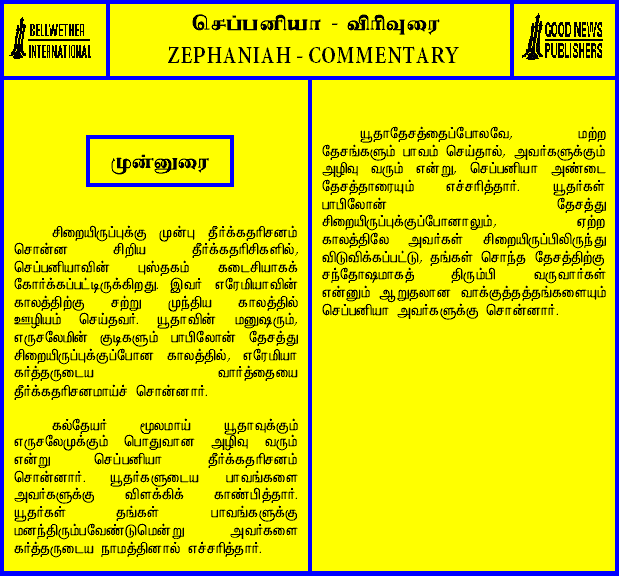 BELLWETHER
INTERNATIONAL
செப்பனியா - விரிவுரை
ZEPHANIAH - COMMENTARY
GOOD NEWS
PUBLISHERS
முன்னுரை
சிறையிருப்புக்கு முன்பு தீர்க்கதரிசனம்
சொன்ன சிறிய தீர்க்கதரிசிகளில்,
செப்பனியாவின் புஸ்தகம் கடைசியாகக்
கோர்க்கப்பட்டிருக்கிறது. இவர் எரேமியாவின்
காலத்திற்கு சற்று முந்திய காலத்தில்
ஊழியம் செய்தவர். யூதாவின் மனுஷரும்,
எருசலேமின் குடிகளும் பாபிலோன் தேசத்து
சிறையிருப்புக்குப்போன காலத்தில், எரேமியா
கர்த்தருடைய வார்த்தையை
தீர்க்கதரிசனமாய்ச் சொன்னார்.
கல்தேயர் மூலமாய் யூதாவுக்கும்
எருசலேமுக்கும் பொதுவான அழிவு வரும்
என்று செப்பனியா தீர்க்கதரிசனம்
சொன்னார். யூதர்களுடைய பாவங்களை
அவர்களுக்கு விளக்கிக் காண்பித்தார்.
யூதர்கள் தங்கள் பாவங்களுக்கு
மனந்திரும்பவேண்டுமென்று அவர்களை
கர்த்தருடைய நாமத்தினால் எச்சரித்தார்.
யூதாதேசத்தைப்போலவே, மற்ற
தேசங்களும் பாவம் செய்தால், அவர்களுக்கும்
அழிவு வரும் என்று, செப்பனியா அண்டை
தேசத்தாரையும் எச்சரித்தார். யூதர்கள்
பாபிலோன் தேசத்து
சிறையிருப்புக்குப்போனாலும், ஏற்ற
காலத்திலே அவர்கள் சிறையிருப்பிலிருந்து
விடுவிக்கப்பட்டு, தங்கள் சொந்த தேசத்திற்கு
சந்தோஷமாகத் திரும்பி வருவார்கள்
என்னும் ஆறுதலான வாக்குத்தத்தங்களையும்
செப்பனியா அவர்களுக்கு சொன்னார்.